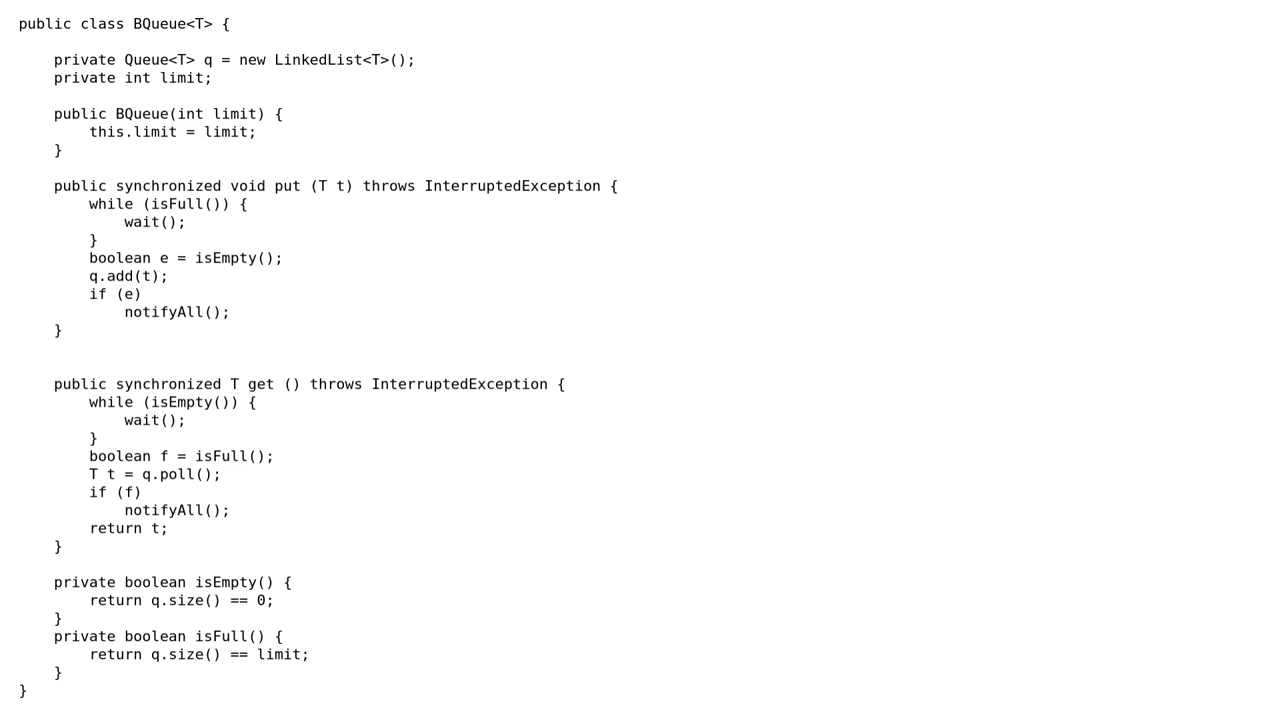 public class BQueue<T> {
    private Queue<T> q = new LinkedList<T>();
    private int limit;
    public BQueue(int limit) {
        this.limit = limit;
    }
    public synchronized void put (T t) throws InterruptedException {
        while (isFull()) {
            wait();
        }
        boolean e = isEmpty();
        q.add(t);
        if (e)
            notifyAll();
    }
    public synchronized T get () throws InterruptedException {
        while (isEmpty()) {
            wait();
        }
        boolean f = isFull();
        T t = q.poll();
        if (f)
            notifyAll();
        return t;
    }
    private boolean isEmpty() {
        return q.size() == 0;
    }
    private boolean isFull() {
        return q.size() == limit;
    }
}